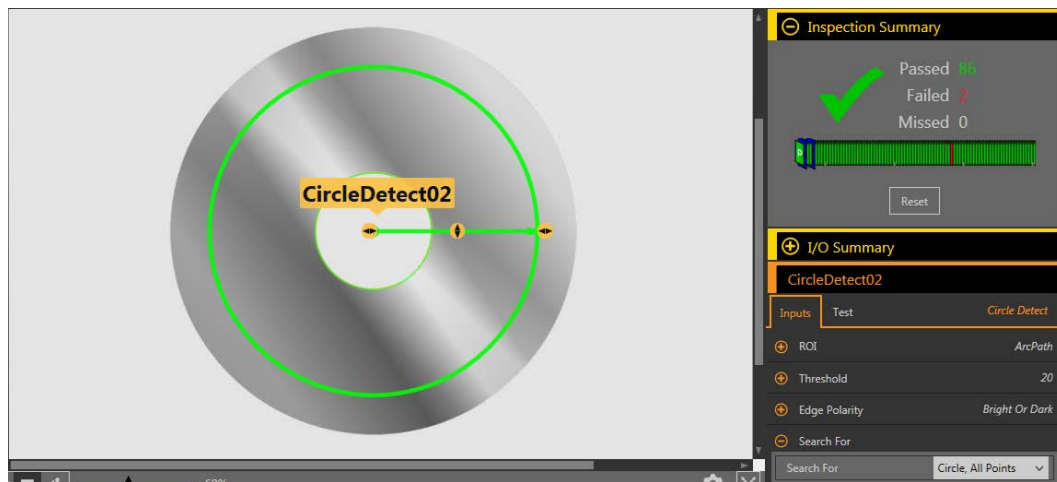 CircleDetect02
Inspection Summary
Passed 86
Failed 2
Missed 0
Reset
I/O Summary
CircleDetect02
Inputs Test Circle Detect
ROI ArcPath
Threshold 20
Edge Polarity Bright Or Dark
Search For
Search For Circle, All Points